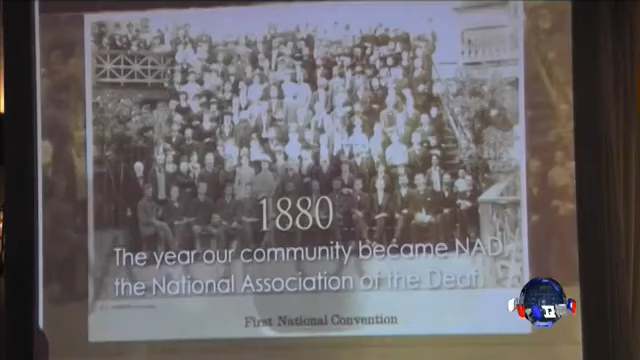 1880
The year our community became NAD,
the National Association of the Deaf.
First National Convention